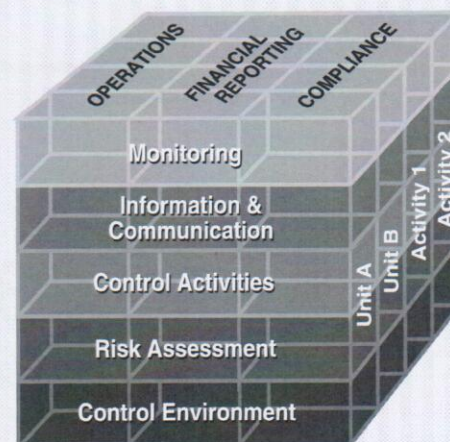 OPERATIONS
FINANCIAL
REPORTING
COMPLIANCE
Monitoring
Information &
Communication
Control Activities
Risk Assessment
Control Environment
Unit A
Unit B
Activity 1
Activity 2